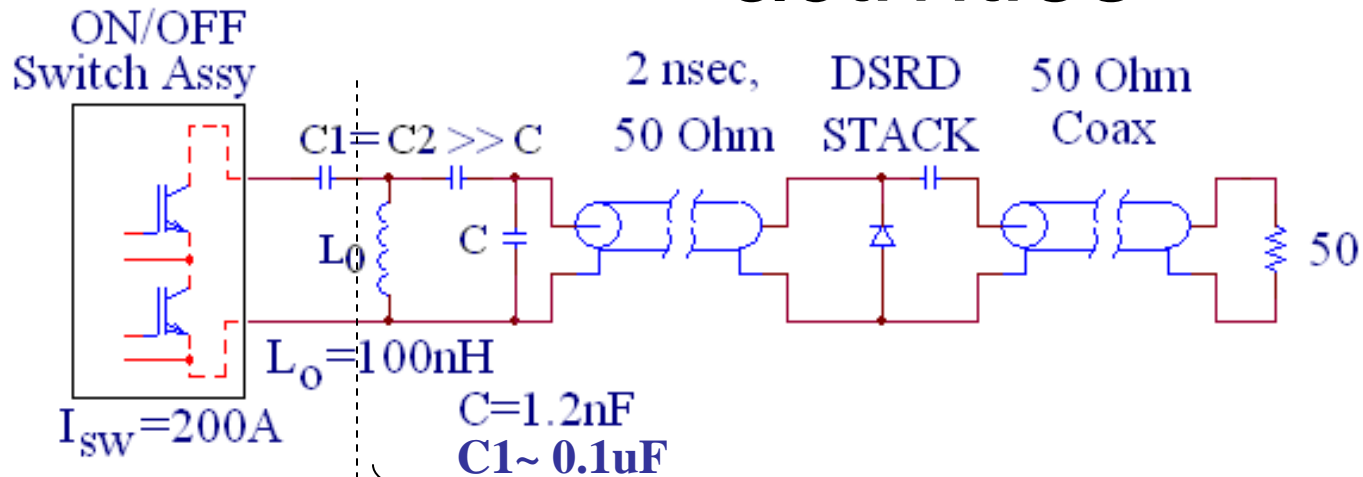 ON/OFF
Switch Assy
C1=C2 >> C
2 nsec,
50 Ohm
DSRD
STACK
50 Ohm
Coax
L0
C
50
Lo=100nH
ISW=200A
C=1.2nF
C1~ 0.1uF